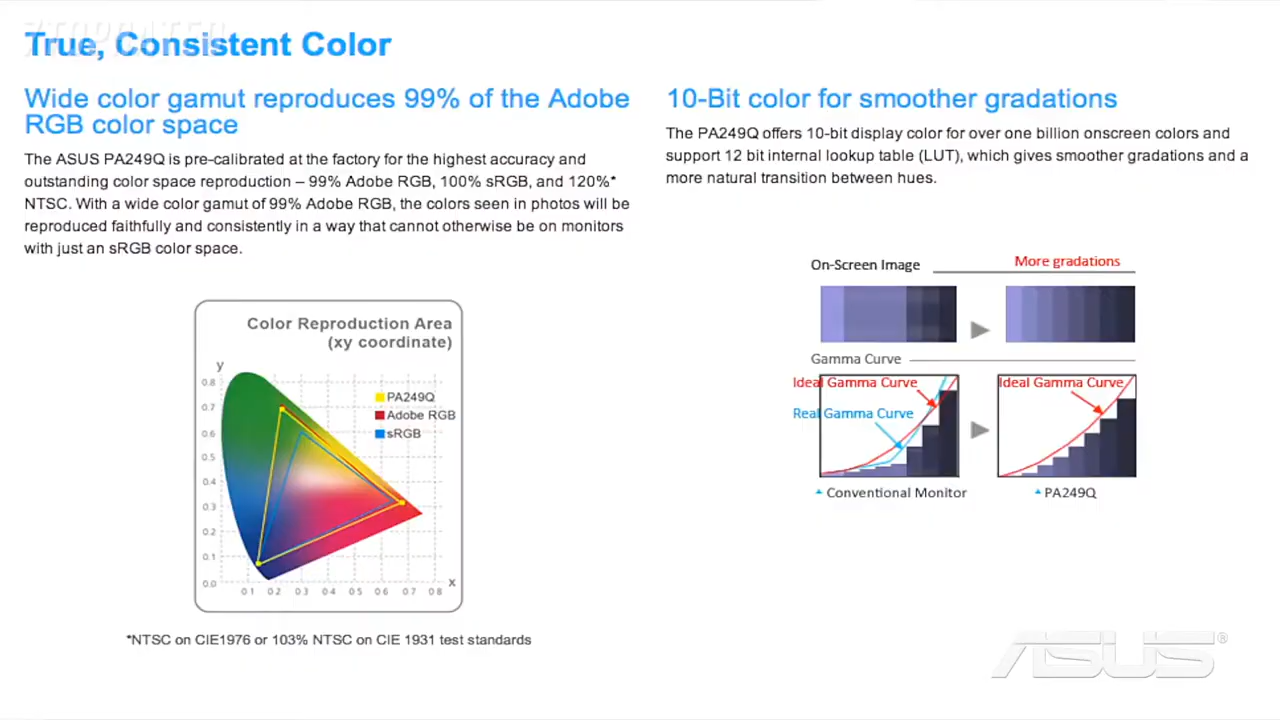 True, Consistent Color
Wide color gamut reproduces 99% of the Adobe
RGB color space
The ASUS PA249Q is pre-calibrated at the factory for the highest accuracy and
outstanding color space reproduction – 99% Adobe RGB, 100% sRGB, and 120%*
NTSC. With a wide color gamut of 99% Adobe RGB, the colors seen in photos will be
reproduced faithfully and consistently in a way that cannot otherwise be on monitors
with just an sRGB color space.
Color Reproduction Area
(xy coordinate)
y
0.8
0.7
0.6
0.5
0.4
0.3
0.2
0.1
0.0
PA249Q
Adobe RGB
sRGB
x
0.1 0.2 0.3 0.4 0.5 0.6 0.7 0.8
*NTSC on CIE1976 or 103% NTSC on CIE 1931 test standards
10-Bit color for smoother gradations
The PA249Q offers 10-bit display color for over one billion onscreen colors and
support 12 bit internal lookup table (LUT), which gives smoother gradations and a
more natural transition between hues.
On-Screen Image
More gradations
Gamma Curve
Ideal Gamma Curve
Real Gamma Curve
Ideal Gamma Curve
Conventional Monitor
PA249Q
ASUS®